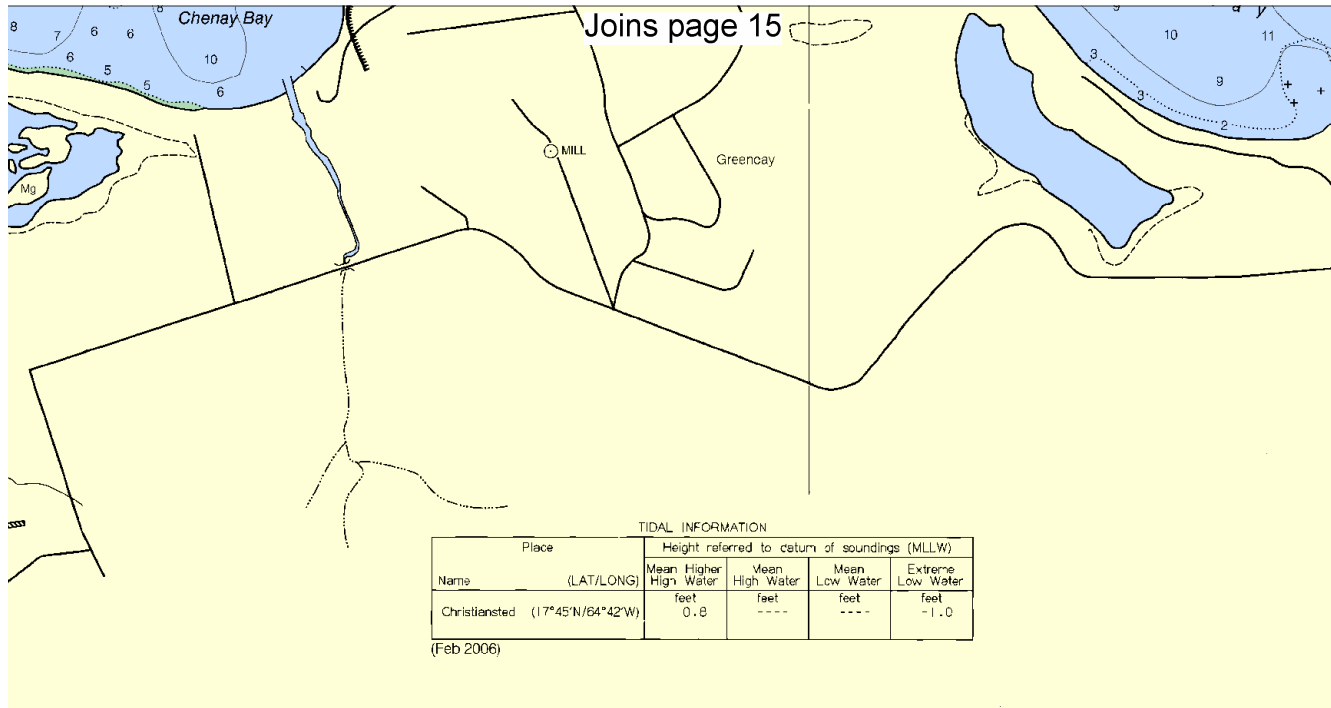 Joins page 15
Chenay Bay
a y
8
8
9
9
7
6
6
10
11
6
10
3
5
9
5
6
3
2
MILL
Greencay
Mg
TIDAL INFORMATION
Place Height referred to datum of soundings (MLLW)
Name (LAT/LONG) Mean Higher High Water Mean High Water Mean Low Water Extreme Low Water
feet feet feet feet
Christiansted (17°45'N/64°42'W) 0.8 ---- ---- -1.0
(Feb 2006)